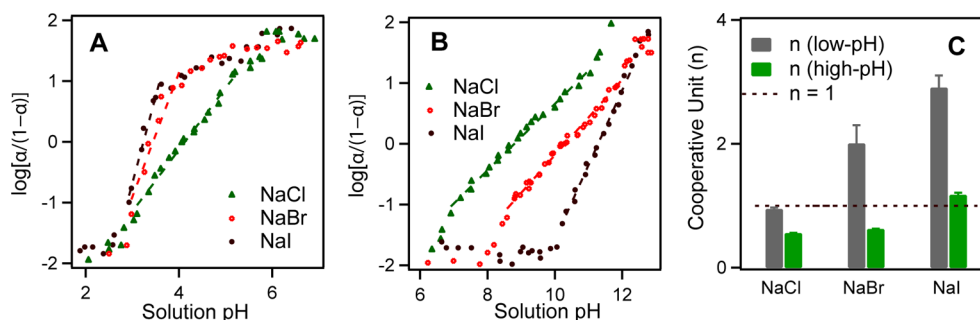 A
log[α/(1−α)]
2
1
0
-1
-2
NaCl
NaBr
NaI
2
4
6
Solution pH
B
log[α/(1−α)]
2
1
0
-1
-2
NaCl
NaBr
NaI
6
8
10
12
Solution pH
C
Cooperative Unit (n)
4
2
0
n (low-pH)
n (high-pH)
n = 1
NaCl
NaBr
NaI